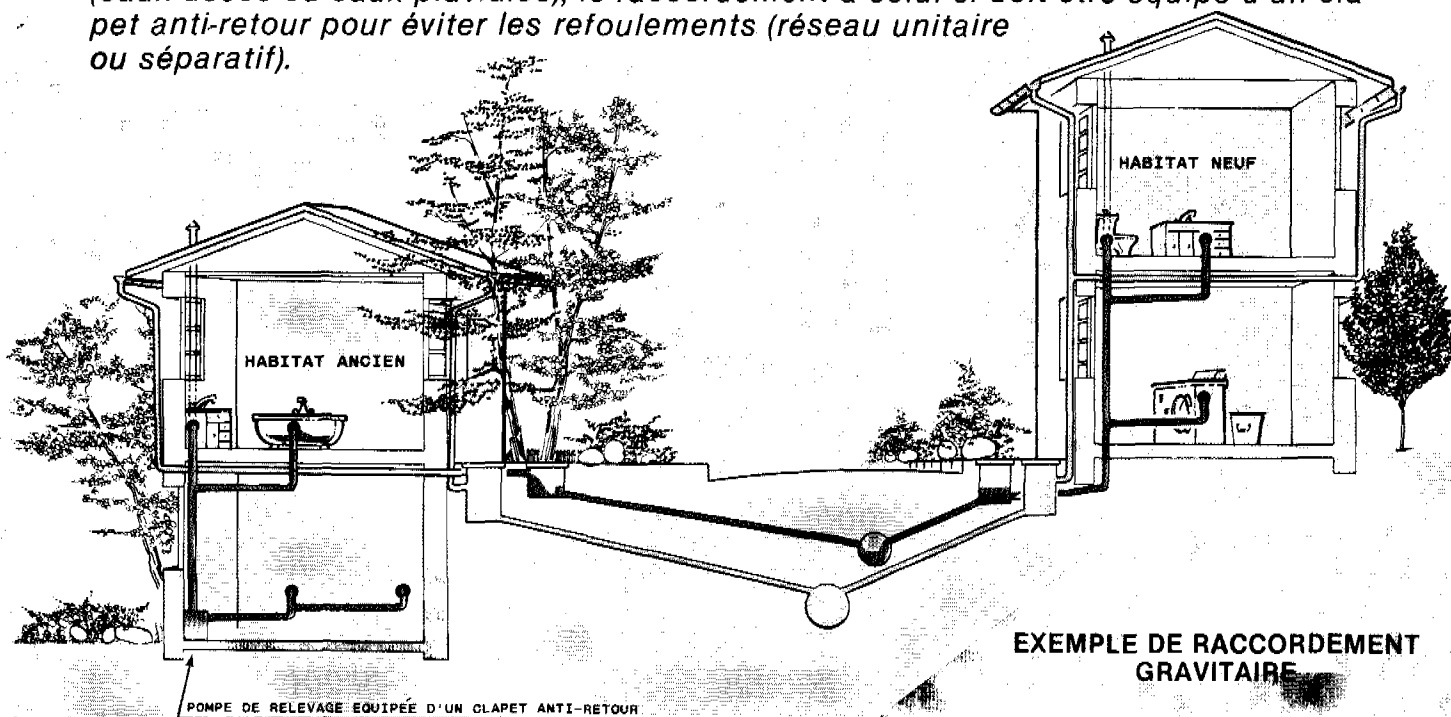 pet anti-retour pour éviter les refoulements (réseau unitaire
ou séparatif).
HABITAT NEUF
HABITAT ANCIEN
EXEMPLE DE RACCORDEMENT
GRAVITAIRE
POMPE DE RELEVAGE EQUIPÉE D'UN CLAPET ANTI-RETOUR